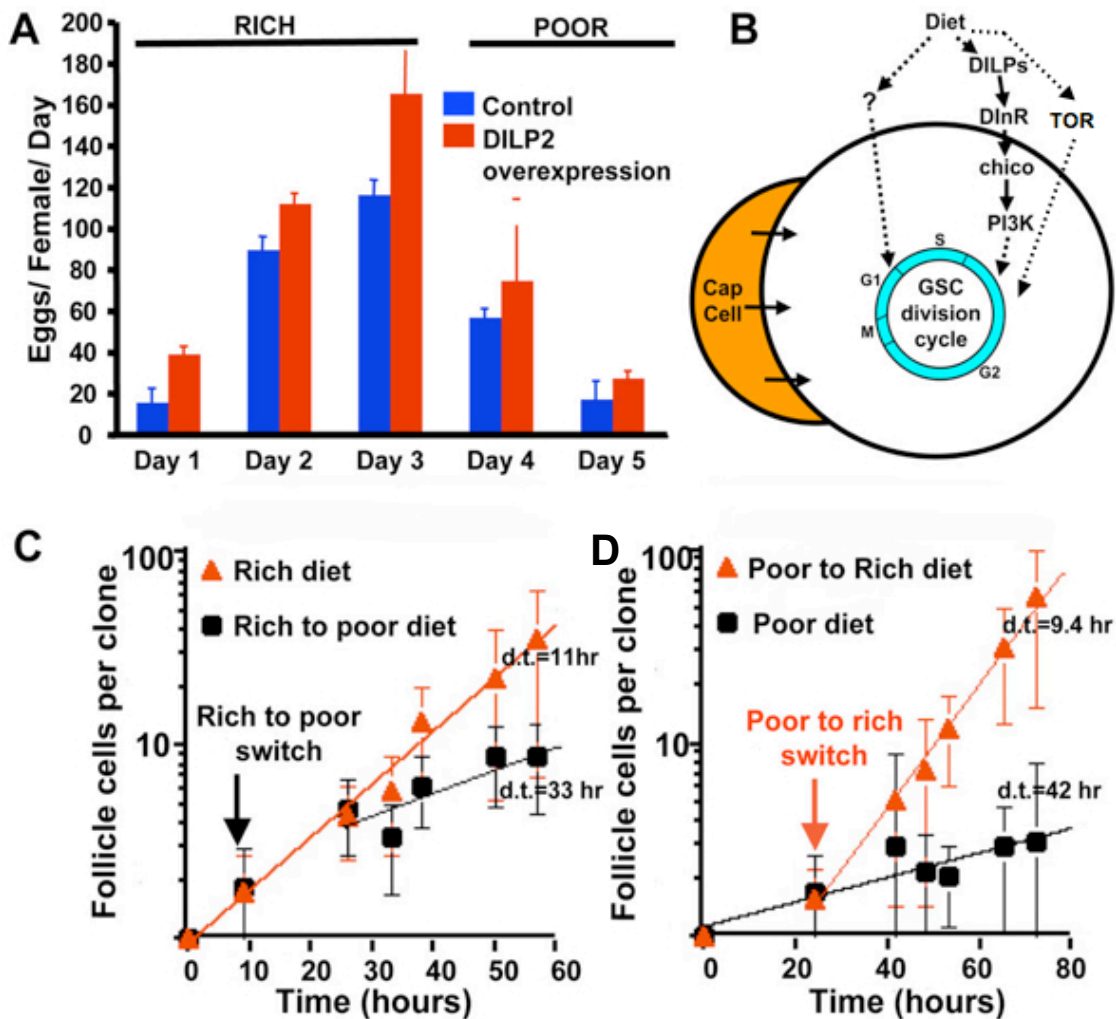 A
RICH
POOR
Eggs/ Female/ Day
200
180
160
140
120
100
80
60
40
20
0
Control
DILP2
overexpression
Day 1
Day 2
Day 3
Day 4
Day 5
B
Diet
DILPs
?
DInR
TOR
chico
PI3K
Cap
Cell
S
G1
M
G2
GSC
division
cycle
C
Follicle cells per clone
100
10
Rich diet
Rich to poor diet
d.t.=11hr
Rich to poor
switch
d.t.=33 hr
0 10 20 30 40 50 60
Time (hours)
D
Follicle cells per clone
100
10
Poor to Rich diet
Poor diet
d.t.=9.4 hr
Poor to rich
switch
d.t.=42 hr
0 20 40 60 80
Time (hours)